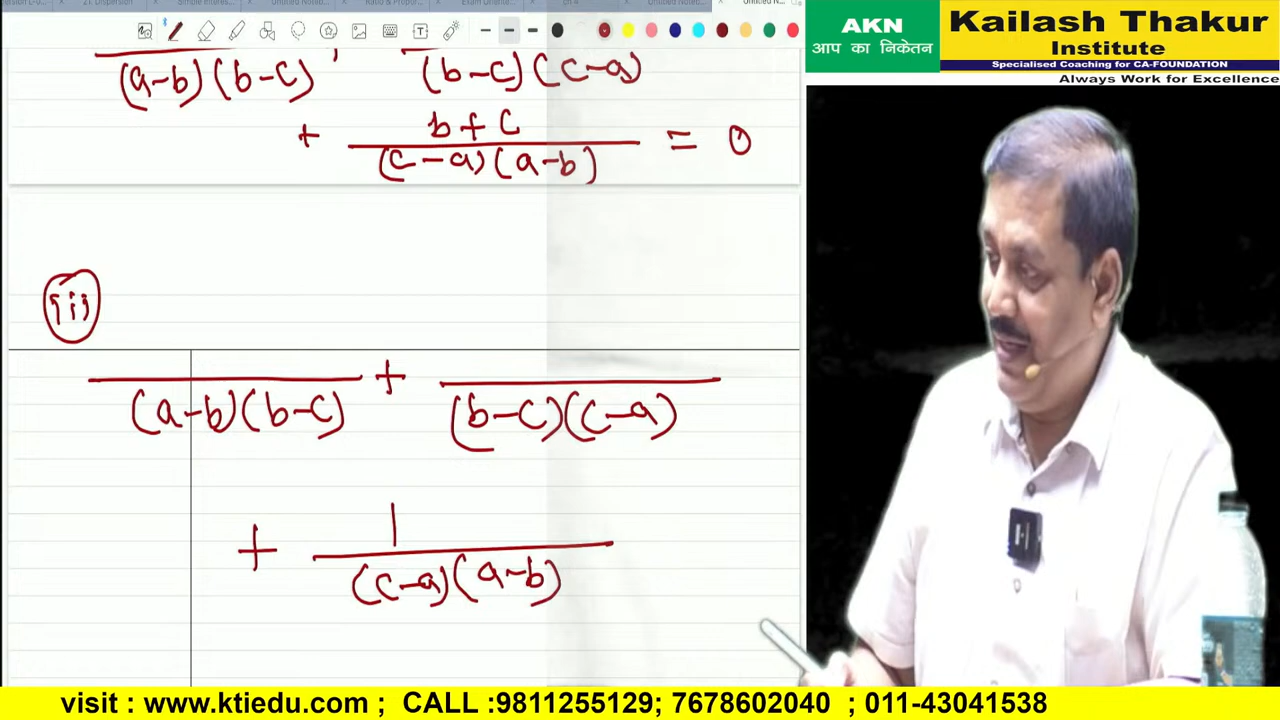 AKN
आप का निकेतन
Kailash Thakur
Institute
Specialised Coaching for CA-FOUNDATION
Always Work for Excellence
(a-b)(b-c) (b-c)(c-a)
+ b+c / (c-a)(a-b) = 0
(iii)
/ (a-b)(b-c) + / (b-c)(c-a)
+ 1 / (c-a)(a-b)
visit : www.ktiedu.com ; CALL :9811255129; 7678602040 ; 011-43041538